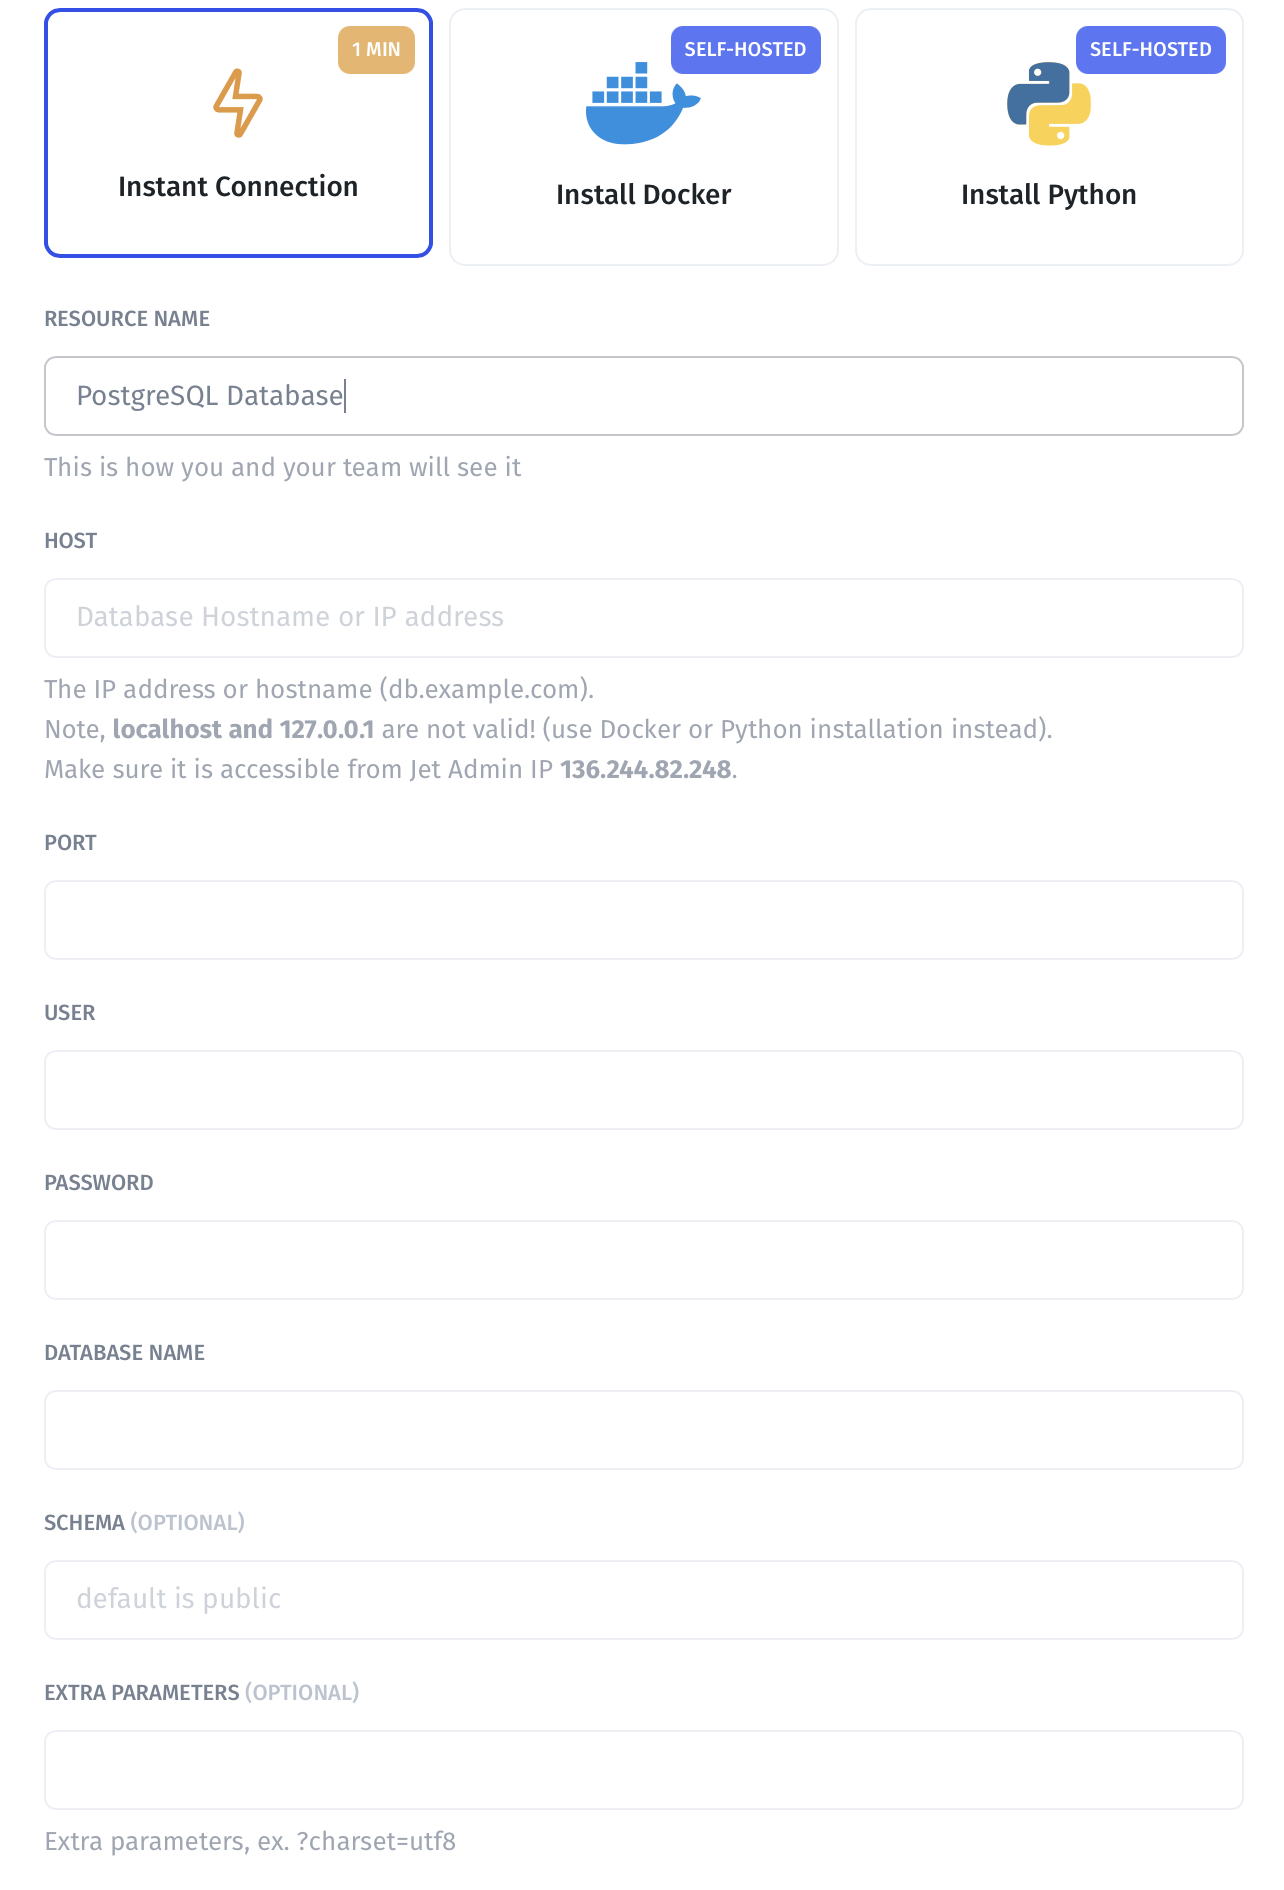 1 MIN
Instant Connection
SELF-HOSTED
Install Docker
SELF-HOSTED
Install Python
RESOURCE NAME
PostgreSQL Database
This is how you and your team will see it
HOST
Database Hostname or IP address
The IP address or hostname (db.example.com).
Note, localhost and 127.0.0.1 are not valid! (use Docker or Python installation instead).
Make sure it is accessible from Jet Admin IP 136.244.82.248.
PORT
USER
PASSWORD
DATABASE NAME
SCHEMA (OPTIONAL)
default is public
EXTRA PARAMETERS (OPTIONAL)
Extra parameters, ex. ?charset=utf8